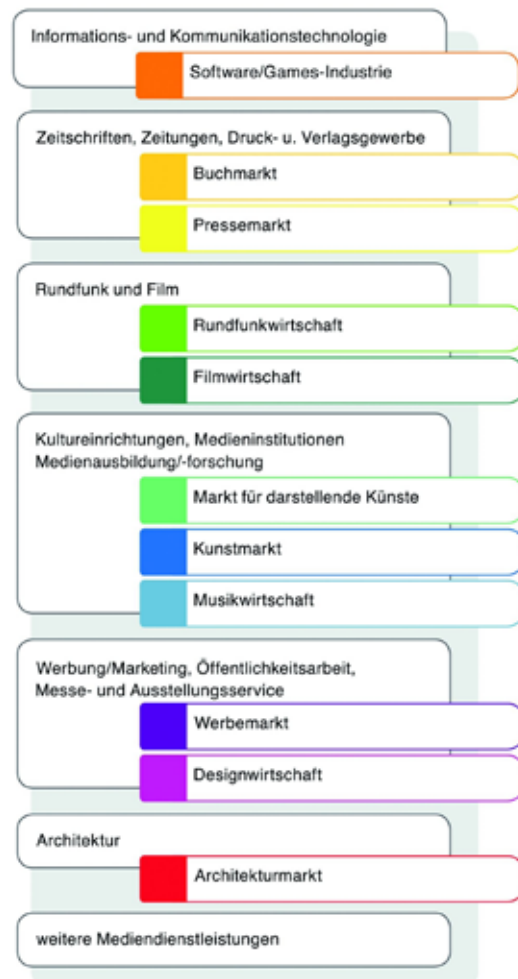 Informations- und Kommunikationstechnologie
Software/Games-Industrie
Zeitschriften, Zeitungen, Druck- u. Verlagsgewerbe
Buchmarkt
Pressemarkt
Rundfunk und Film
Rundfunkwirtschaft
Filmwirtschaft
Kultureinrichtungen, Medieninstitutionen
Medienausbildung/-forschung
Markt für darstellende Künste
Kunstmarkt
Musikwirtschaft
Werbung/Marketing, Öffentlichkeitsarbeit,
Messe- und Ausstellungsservice
Werbemarkt
Designwirtschaft
Architektur
Architekturmarkt
weitere Mediendienstleistungen